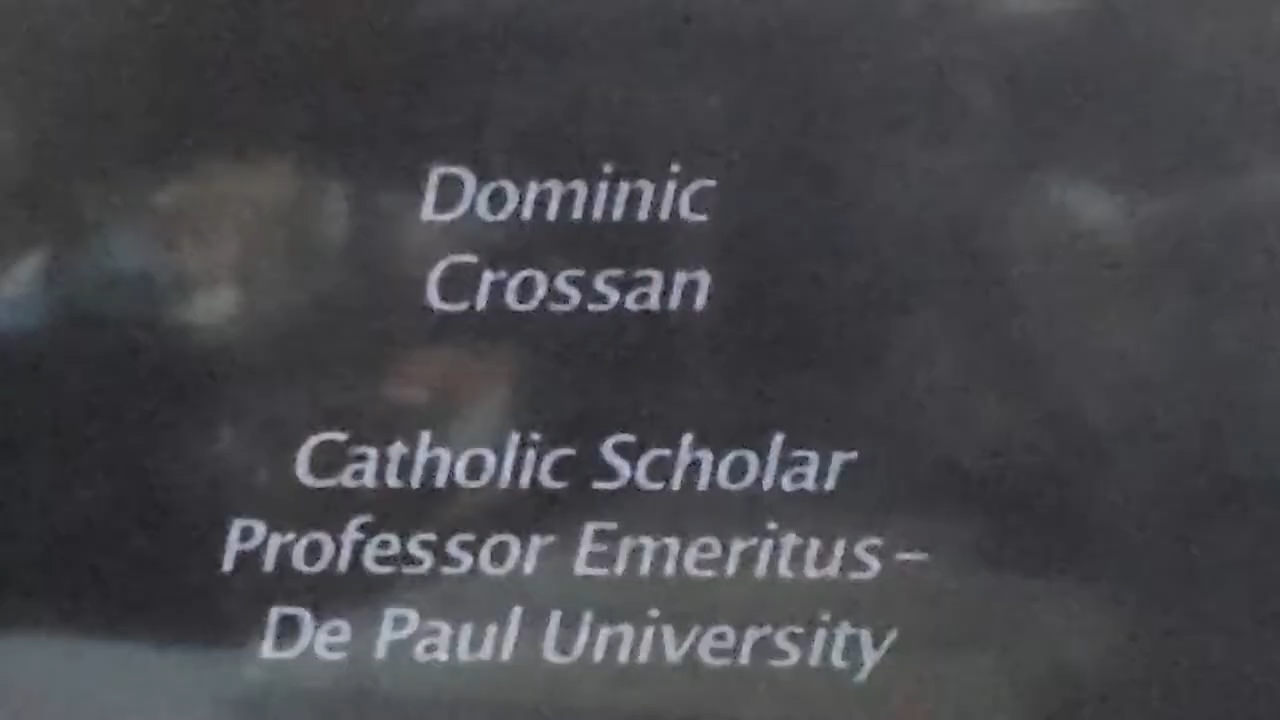 Dominic
Crossan
Catholic Scholar
Professor Emeritus–
De Paul University